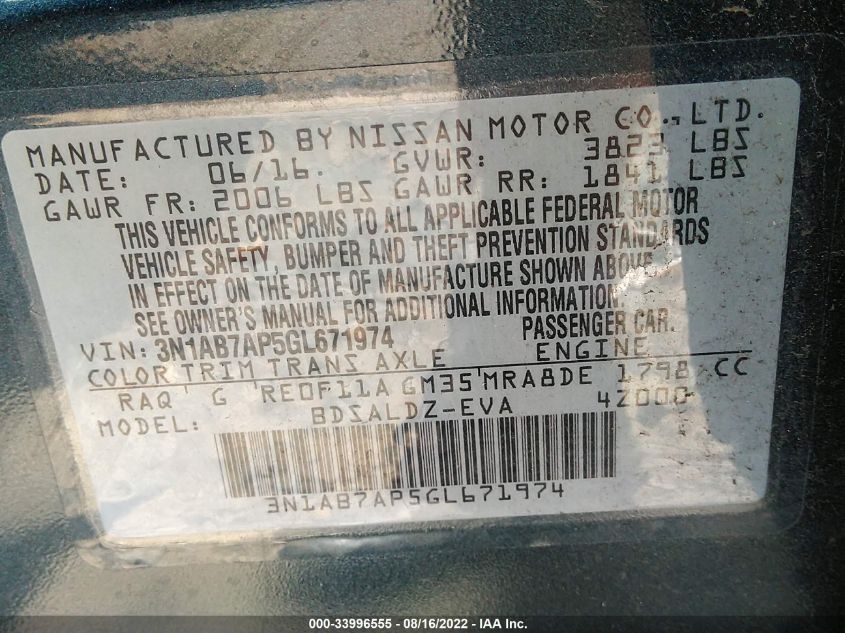 MANUFACTURED BY NISSAN MOTOR CO., LTD.
DATE: 06/16. GVWR: 3823 LBS
GAWR FR: 2006 LBS GAWR RR: 1841 LBS
THIS VEHICLE CONFORMS TO ALL APPLICABLE FEDERAL MOTOR
VEHICLE SAFETY, BUMPER AND THEFT PREVENTION STANDARDS
IN EFFECT ON THE DATE OF MANUFACTURE SHOWN ABOVE.
SEE OWNER'S MANUAL FOR ADDITIONAL INFORMATION.
VIN: 3N1AB7AP5GL671974 PASSENGER CAR.
COLOR TRIM TRANS AXLE ENGINE
RAQ' G 'RE0F11A GM35'MRA8DE 1798 CC
MODEL: BDSALDZ-EVA 42000
3N1AB7AP5GL671974
000-33996555 - 08/16/2022 - © IAA Inc.